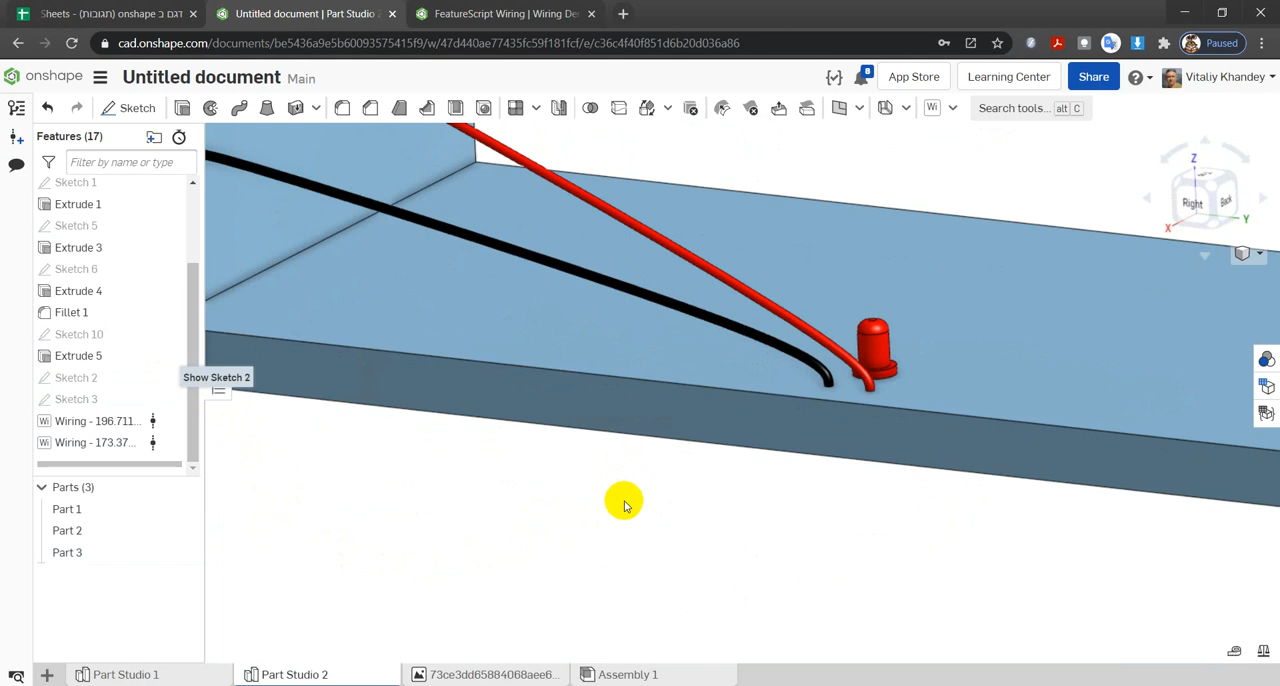 Sheets - (תגובות) onshape דגם ב
Untitled document | Part Studio
FeatureScript Wiring | Wiring De
cad.onshape.com/documents/be5436a9e5b60093575415f9/w/47d440ae77435fc59f181fcf/e/c36c4f40f851d6b20d036a86
Paused
onshape
Untitled document Main
8
App Store
Learning Center
Share
Vitaliy Khandey
Sketch
Wi
Search tools... alt C
Features (17)
Filter by name or type
Sketch 1
Extrude 1
Sketch 5
Extrude 3
Sketch 6
Extrude 4
Fillet 1
Sketch 10
Extrude 5
Sketch 2
Show Sketch 2
Sketch 3
Wi Wiring - 196.711...
Wi Wiring - 173.37...
Parts (3)
Part 1
Part 2
Part 3
Z
Right
Back
X
Y
Part Studio 1
Part Studio 2
73ce3dd65884068aee6...
Assembly 1